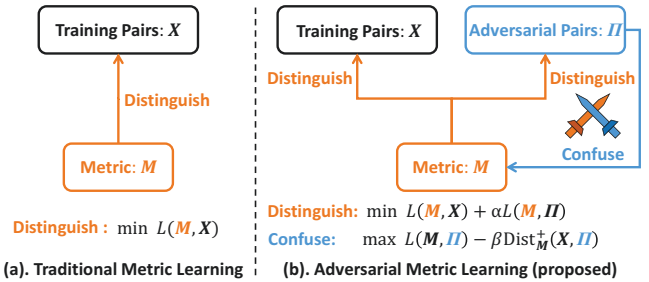 Training Pairs: X
Distinguish
Metric: M
Distinguish : min L(M, X)
(a). Traditional Metric Learning
Training Pairs: X
Adversarial Pairs: Π
Distinguish
Distinguish
Confuse
Metric: M
Distinguish: min L(M, X) + αL(M, Π)
Confuse: max L(M, Π) − βDist⁺_M(X, Π)
(b). Adversarial Metric Learning (proposed)